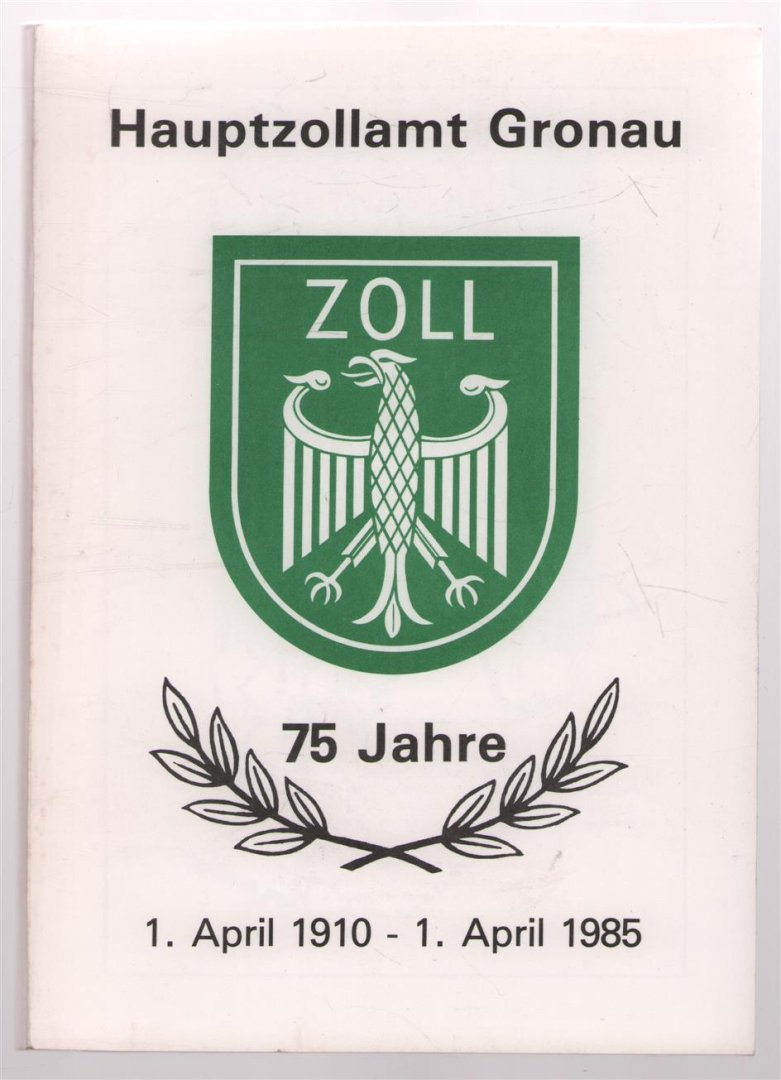 Hauptzollamt Gronau
ZOLL
75 Jahre
1. April 1910 - 1. April 1985